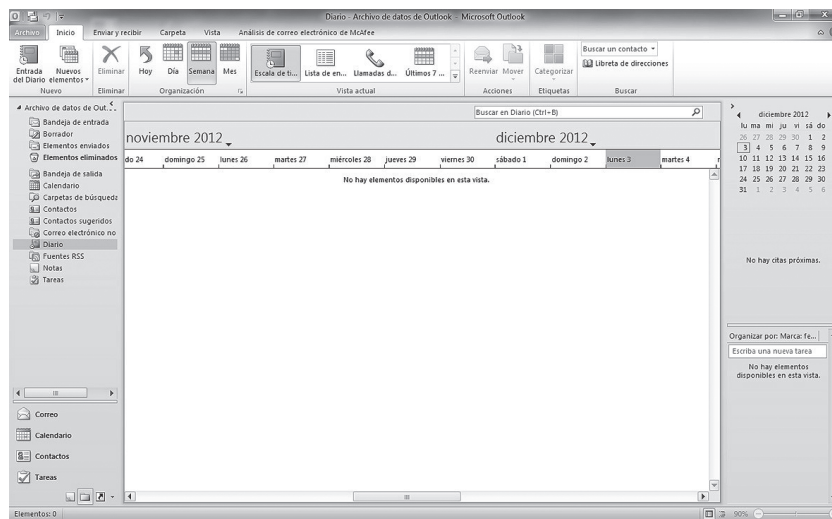 Diario - Archivo de datos de Outlook - Microsoft Outlook
Archivo Inicio Enviar y recibir Carpeta Vista Análisis de correo electrónico de McAfee
Entrada del Diario
Nuevos elementos
Eliminar
Hoy
Día
Semana
Mes
Escala de ti...
Lista de en...
Llamadas d...
Últimos 7 ...
Reenviar
Mover
Categorizar
Buscar un contacto
Libreta de direcciones
Nuevo Eliminar Organización Vista actual Acciones Etiquetas Buscar
Archivo de datos de Out...
Bandeja de entrada
Borrador
Elementos enviados
Elementos eliminados
Bandeja de salida
Calendario
Carpetas de búsqueda
Contactos
Contactos sugeridos
Correo electrónico no
Diario
Fuentes RSS
Notas
Tareas
Correo
Calendario
Contactos
Tareas
Buscar en Diario (Ctrl+B)
noviembre 2012 diciembre 2012
do 24 domingo 25 lunes 26 martes 27 miércoles 28 jueves 29 viernes 30 sábado 1 domingo 2 lunes 3 martes 4
No hay elementos disponibles en esta vista.
diciembre 2012
lu ma mi ju vi sá do
26 27 28 29 30 1 2
3 4 5 6 7 8 9
10 11 12 13 14 15 16
17 18 19 20 21 22 23
24 25 26 27 28 29 30
31 1 2 3 4 5 6
No hay citas próximas.
Organizar por: Marca: fe...
Escriba una nueva tarea
No hay elementos
disponibles en esta vista.
Elementos: 0
90%